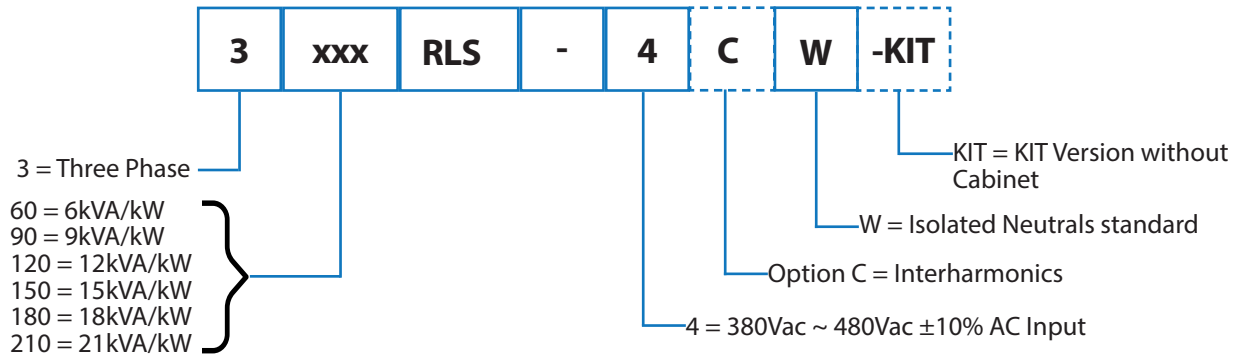 3 xxx RLS - 4 C W -KIT
3 = Three Phase
60 = 6kVA/kW
90 = 9kVA/kW
120 = 12kVA/kW
150 = 15kVA/kW
180 = 18kVA/kW
210 = 21kVA/kW
KIT = KIT Version without
Cabinet
W = Isolated Neutrals standard
Option C = Interharmonics
4 = 380Vac ~ 480Vac ±10% AC Input